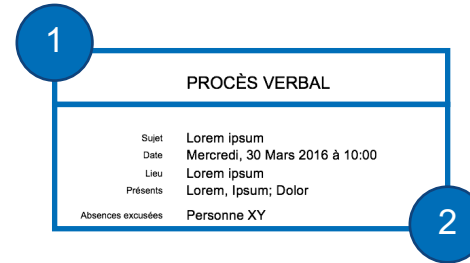 1
PROCÈS VERBAL
Sujet Lorem ipsum
Date Mercredi, 30 Mars 2016 à 10:00
Lieu Lorem ipsum
Présents Lorem, Ipsum; Dolor
Absences excusées Personne XY
2